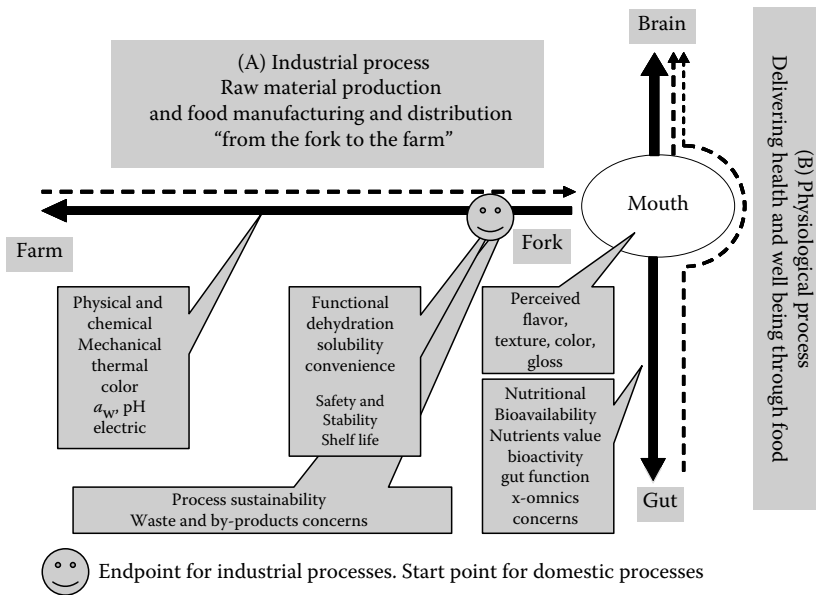 Brain
(A) Industrial process
Raw material production
and food manufacturing and distribution
“from the fork to the farm”
Mouth
(B) Physiological process
Delivering health and well being through food
Farm
Fork
Physical and
chemical
Mechanical
thermal
color
aw, pH
electric
Functional
dehydration
solubility
convenience
Safety and
Stability
Shelf life
Perceived
flavor,
texture, color,
gloss
Nutritional
Bioavailability
Nutrients value
bioactivity
gut function
x-omnics
concerns
Process sustainability
Waste and by-products concerns
Gut
Endpoint for industrial processes. Start point for domestic processes